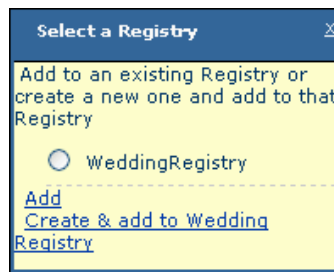 Select a Registry X
Add to an existing Registry or
create a new one and add to that
Registry
WeddingRegistry
Add
Create & add to Wedding
Registry